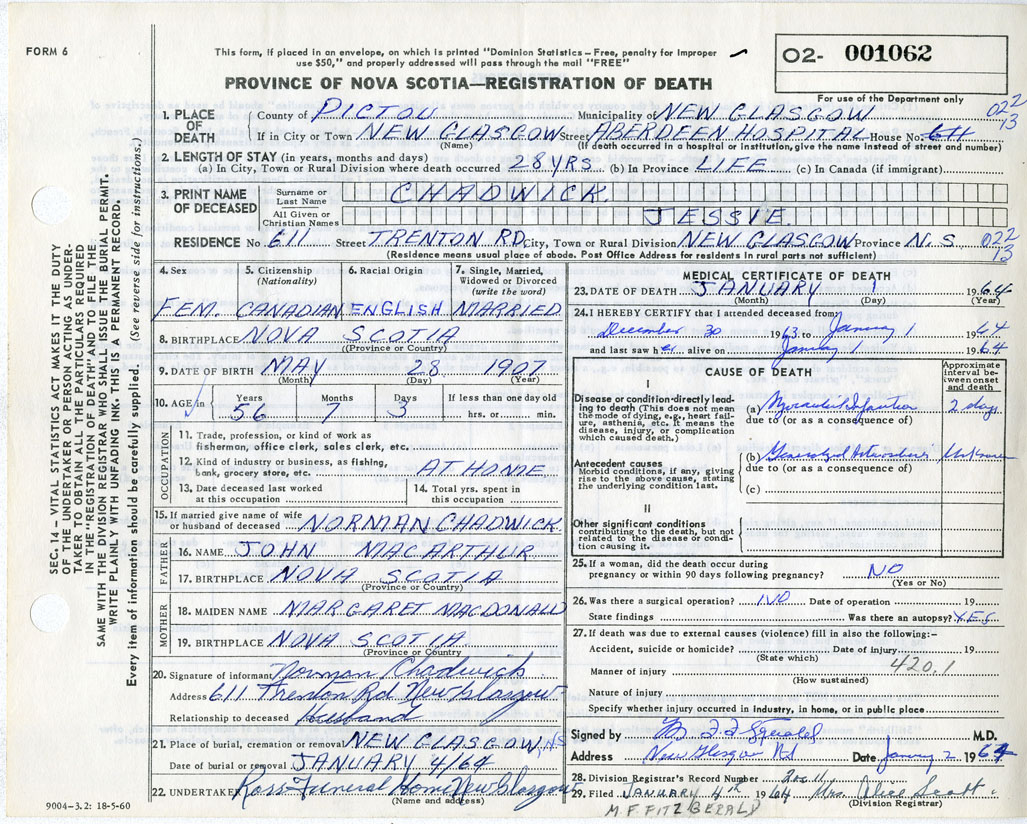 FORM 6
This form, if placed in an envelope, on which is printed "Dominion Statistics – Free, penalty for improper
use $50," and properly addressed will pass through the mail "FREE"
O2- 001062
For use of the Department only
PROVINCE OF NOVA SCOTIA—REGISTRATION OF DEATH
SEC. 14 – VITAL STATISTICS ACT MAKES IT THE DUTY
OF THE UNDERTAKER OR PERSON ACTING AS UNDER-
TAKER TO OBTAIN ALL THE PARTICULARS REQUIRED
IN THE "REGISTRATION OF DEATH" AND TO FILE THE
SAME WITH THE DIVISION REGISTRAR WHO SHALL ISSUE THE BURIAL PERMIT.
WRITE PLAINLY WITH UNFADING INK. THIS IS A PERMANENT RECORD.
Every item of information should be carefully supplied. (See reverse side for instructions.)
1. PLACE OF DEATH
County of PICTOU Municipality of NEW GLASGOW 022
If in City or Town NEW GLASGOW Street ABERDEEN HOSPITAL House No. 13
(Name) (If death occurred in a hospital or institution, give the name instead of street and number)
2. LENGTH OF STAY (in years, months and days)
(a) In City, Town or Rural Division where death occurred 28 YRS (b) In Province LIFE (c) In Canada (if immigrant)
3. PRINT NAME OF DECEASED
Surname or Last Name CHADWICK.
All Given or Christian Names JESSIE.
RESIDENCE No. 611 Street TRENTON RD City, Town or Rural Division NEW GLASGOW Province N.S. 022
13
(Residence means usual place of abode. Post Office Address for residents in rural parts not sufficient)
4. Sex
FEM.
5. Citizenship (Nationality)
CANADIAN
6. Racial Origin
ENGLISH
7. Single, Married, Widowed or Divorced (write the word)
MARRIED
8. BIRTHPLACE NOVA SCOTIA
(Province or Country)
9. DATE OF BIRTH MAY 28 1907
(Month) (Day) (Year)
10. AGE in Years Months Days If less than one day old
56 7 3 hrs. or min.
OCCUPATION
11. Trade, profession, or kind of work as
fisherman, office clerk, sales clerk, etc.
12. Kind of industry or business, as fishing,
bank, grocery store, etc. AT HOME
13. Date deceased last worked
at this occupation
14. Total yrs. spent in
this occupation
15. If married give name of wife
or husband of deceased NORMAN CHADWICK
FATHER
16. NAME JOHN MACARTHUR
17. BIRTHPLACE NOVA SCOTIA
(Province or Country)
MOTHER
18. MAIDEN NAME MARGARET MACDONALD
19. BIRTHPLACE NOVA SCOTIA
(Province or Country)
20. Signature of informant Norman Chadwick
Address 611 Trenton Rd New Glasgow
Relationship to deceased Husband
21. Place of burial, cremation or removal NEW GLASGOW, NS
Date of burial or removal JANUARY 4/64
22. UNDERTAKER Ross Funeral Home New Glasgow
(Name and address)
9004–3.2: 18-5-60
MEDICAL CERTIFICATE OF DEATH
23. DATE OF DEATH JANUARY 1 1964
(Month) (Day) (Year)
24. I HEREBY CERTIFY that I attended deceased from
December 30 1963 to January 1 1964
and last saw her alive on January 1 1964
CAUSE OF DEATH
Approximate interval between onset and death
I
Disease or condition directly lead-
ing to death (This does not mean
the mode of dying, e.g., heart fail-
ure, asthenia, etc. It means the
disease, injury, or complication
which caused death.)
(a) Myocardial Infarction 2 days
due to (or as a consequence of)
Antecedent causes
Morbid conditions, if any, giving
rise to the above cause, stating
the underlying condition last.
(b) Generalized Arteriosclerosis Unknown
due to (or as a consequence of)
(c)
II
Other significant conditions
contributing to the death, but not
related to the disease or condi-
tion causing it.
25. If a woman, did the death occur during
pregnancy or within 90 days following pregnancy? NO
(Yes or No)
26. Was there a surgical operation? NO Date of operation 19
State findings Was there an autopsy? YES
27. If death was due to external causes (violence) fill in also the following:–
Accident, suicide or homicide? Date of injury 19
(State which)
420.1
Manner of injury
(How sustained)
Nature of injury
Specify whether injury occurred in industry, in home, or in public place
Signed by M. F. Fitzgerald M.D.
Address New Glasgow NS Date January 2 1964
28. Division Registrar's Record Number
29. Filed JANUARY 4th 1964 Mrs. Alice Scott
(Division Registrar)
M.F. FITZGERALD